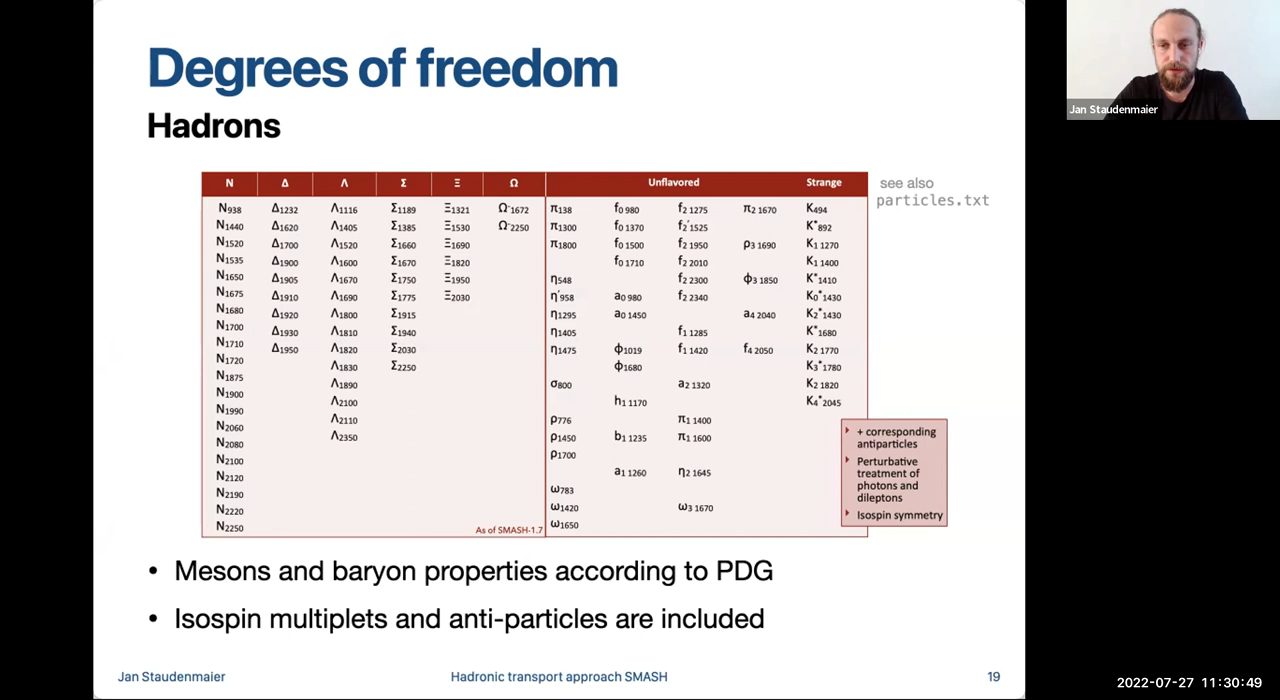 Degrees of freedom
Hadrons
N Δ Λ Σ Ξ Ω Unflavored Strange
N938 Δ1232 Λ1116 Σ1189 Ξ1321 Ω-1672 π138 f0 980 f2 1275 π2 1670 K494
N1440 Δ1620 Λ1405 Σ1385 Ξ1530 Ω-2250 π1300 f0 1370 f2'1525 K*892
N1520 Δ1700 Λ1520 Σ1660 Ξ1690 π1800 f0 1500 f2 1950 ρ3 1690 K1 1270
N1535 Δ1900 Λ1600 Σ1670 Ξ1820 f0 1710 f2 2010 K1 1400
N1650 Δ1905 Λ1670 Σ1750 Ξ1950 η548 f2 2300 ϕ3 1850 K*1410
N1675 Δ1910 Λ1690 Σ1775 Ξ2030 η'958 a0 980 f2 2340 K0*1430
N1680 Δ1920 Λ1800 Σ1915 η1295 a0 1450 a4 2040 K2*1430
N1700 Δ1930 Λ1810 Σ1940 η1405 f1 1285 K*1680
N1710 Δ1950 Λ1820 Σ2030 η1475 ϕ1019 f1 1420 f4 2050 K2 1770
N1720 Λ1830 Σ2250 ϕ1680 K3*1780
N1875 Λ1890 σ800 a2 1320 K2 1820
N1900 Λ2100 h1 1170 K4*2045
N1990 Λ2110 ρ776 π1 1400
N2060 Λ2350 ρ1450 b1 1235 π1 1600
N2080 ρ1700
N2100 a1 1260 η2 1645
N2120 ω783
N2190 ω1420 ω3 1670
N2220 ω1650
N2250
As of SMASH-1.7
see also
particles.txt
+ corresponding
antiparticles
Perturbative
treatment of
photons and
dileptons
Isospin symmetry
• Mesons and baryon properties according to PDG
• Isospin multiplets and anti-particles are included
Jan Staudenmaier Hadronic transport approach SMASH 19
Jan Staudenmaier
2022-07-27 11:30:49